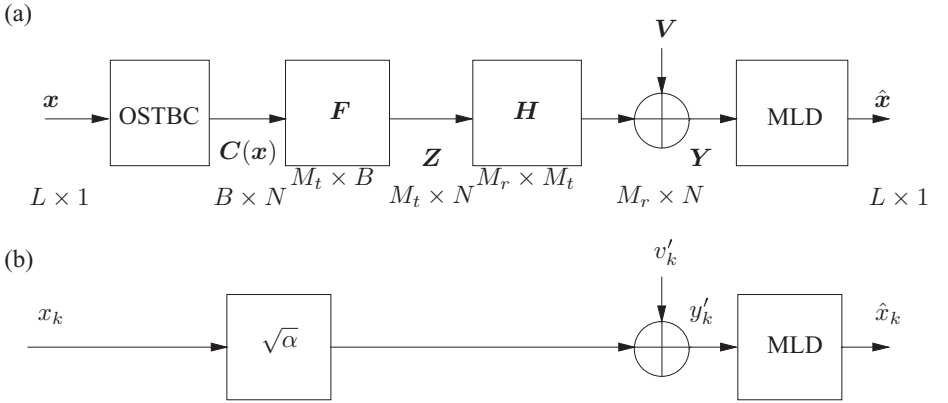 (a)
V
x OSTBC F H MLD x̂
C(x) Z Y
M_t × B M_r × M_t
L × 1 B × N M_t × N M_r × N L × 1
(b)
v′_k
x_k √α y′_k MLD x̂_k